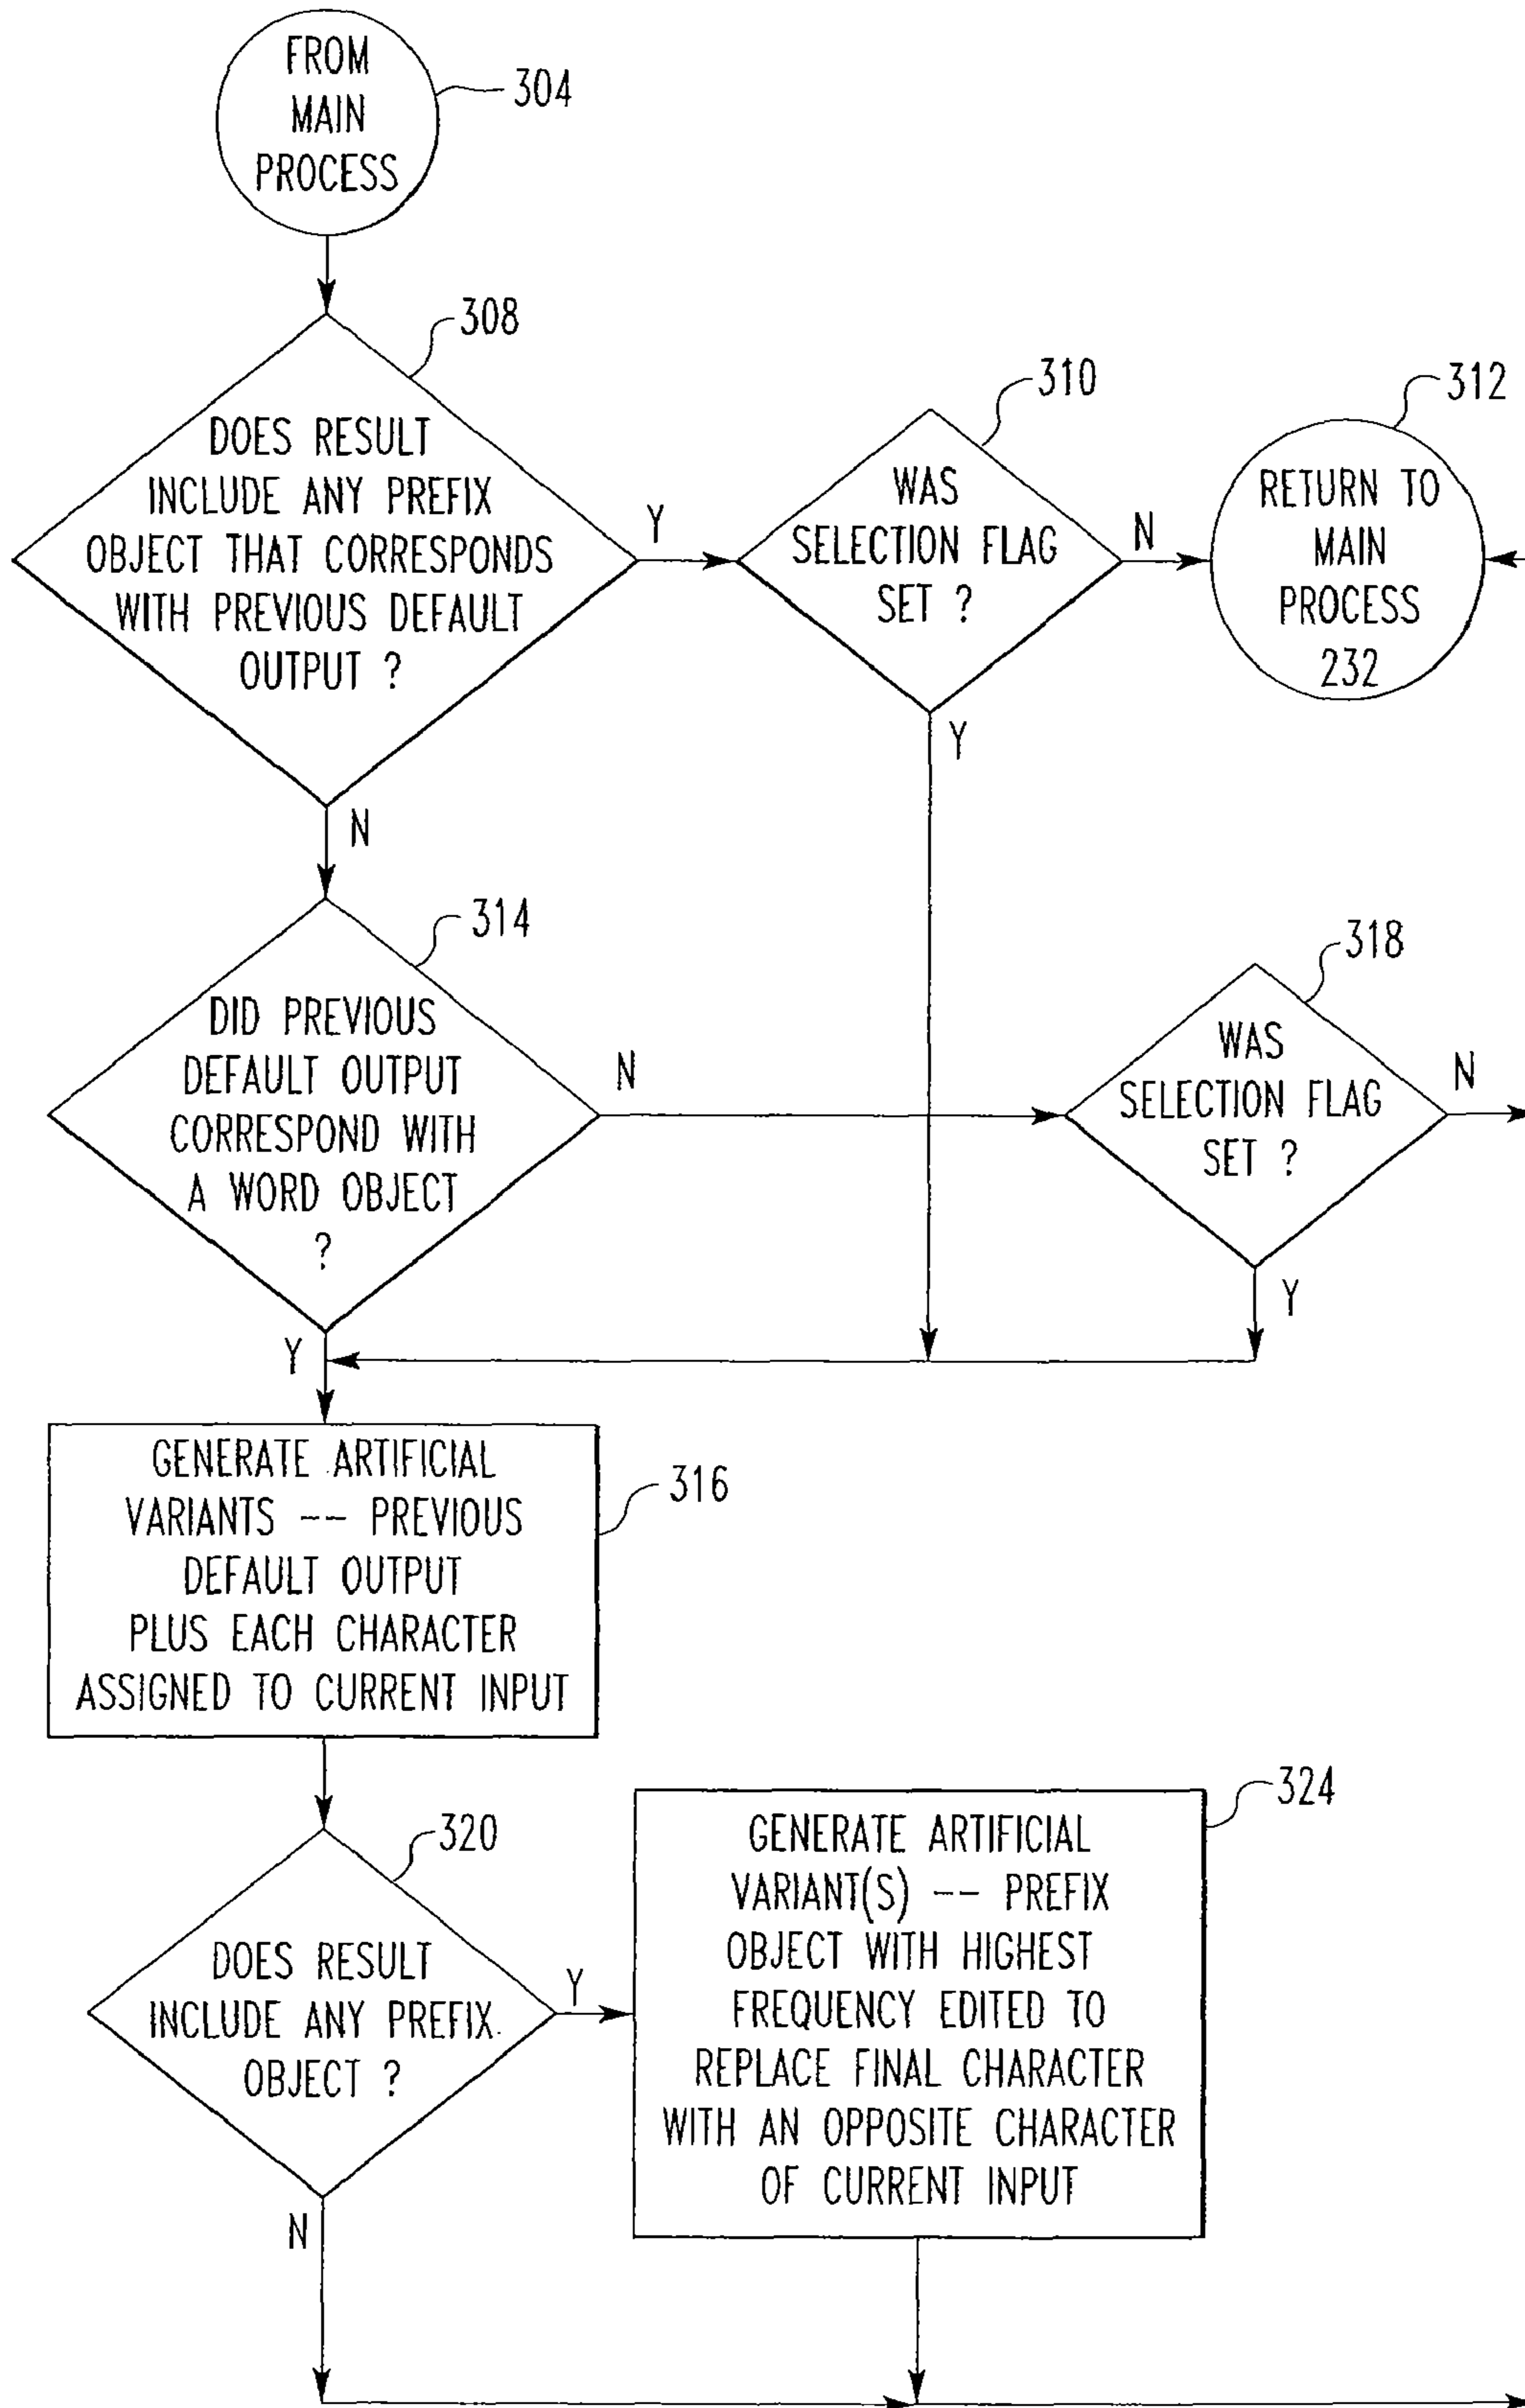 FROM
MAIN
PROCESS
304
308
DOES RESULT
INCLUDE ANY PREFIX
OBJECT THAT CORRESPONDS
WITH PREVIOUS DEFAULT
OUTPUT ?
Y
N
310
WAS
SELECTION FLAG
SET ?
N
Y
312
RETURN TO
MAIN
PROCESS
232
314
DID PREVIOUS
DEFAULT OUTPUT
CORRESPOND WITH
A WORD OBJECT
?
N
Y
318
WAS
SELECTION FLAG
SET ?
N
Y
316
GENERATE ARTIFICIAL
VARIANTS -- PREVIOUS
DEFAULT OUTPUT
PLUS EACH CHARACTER
ASSIGNED TO CURRENT INPUT
320
DOES RESULT
INCLUDE ANY PREFIX
OBJECT ?
Y
N
324
GENERATE ARTIFICIAL
VARIANT(S) -- PREFIX
OBJECT WITH HIGHEST
FREQUENCY EDITED TO
REPLACE FINAL CHARACTER
WITH AN OPPOSITE CHARACTER
OF CURRENT INPUT